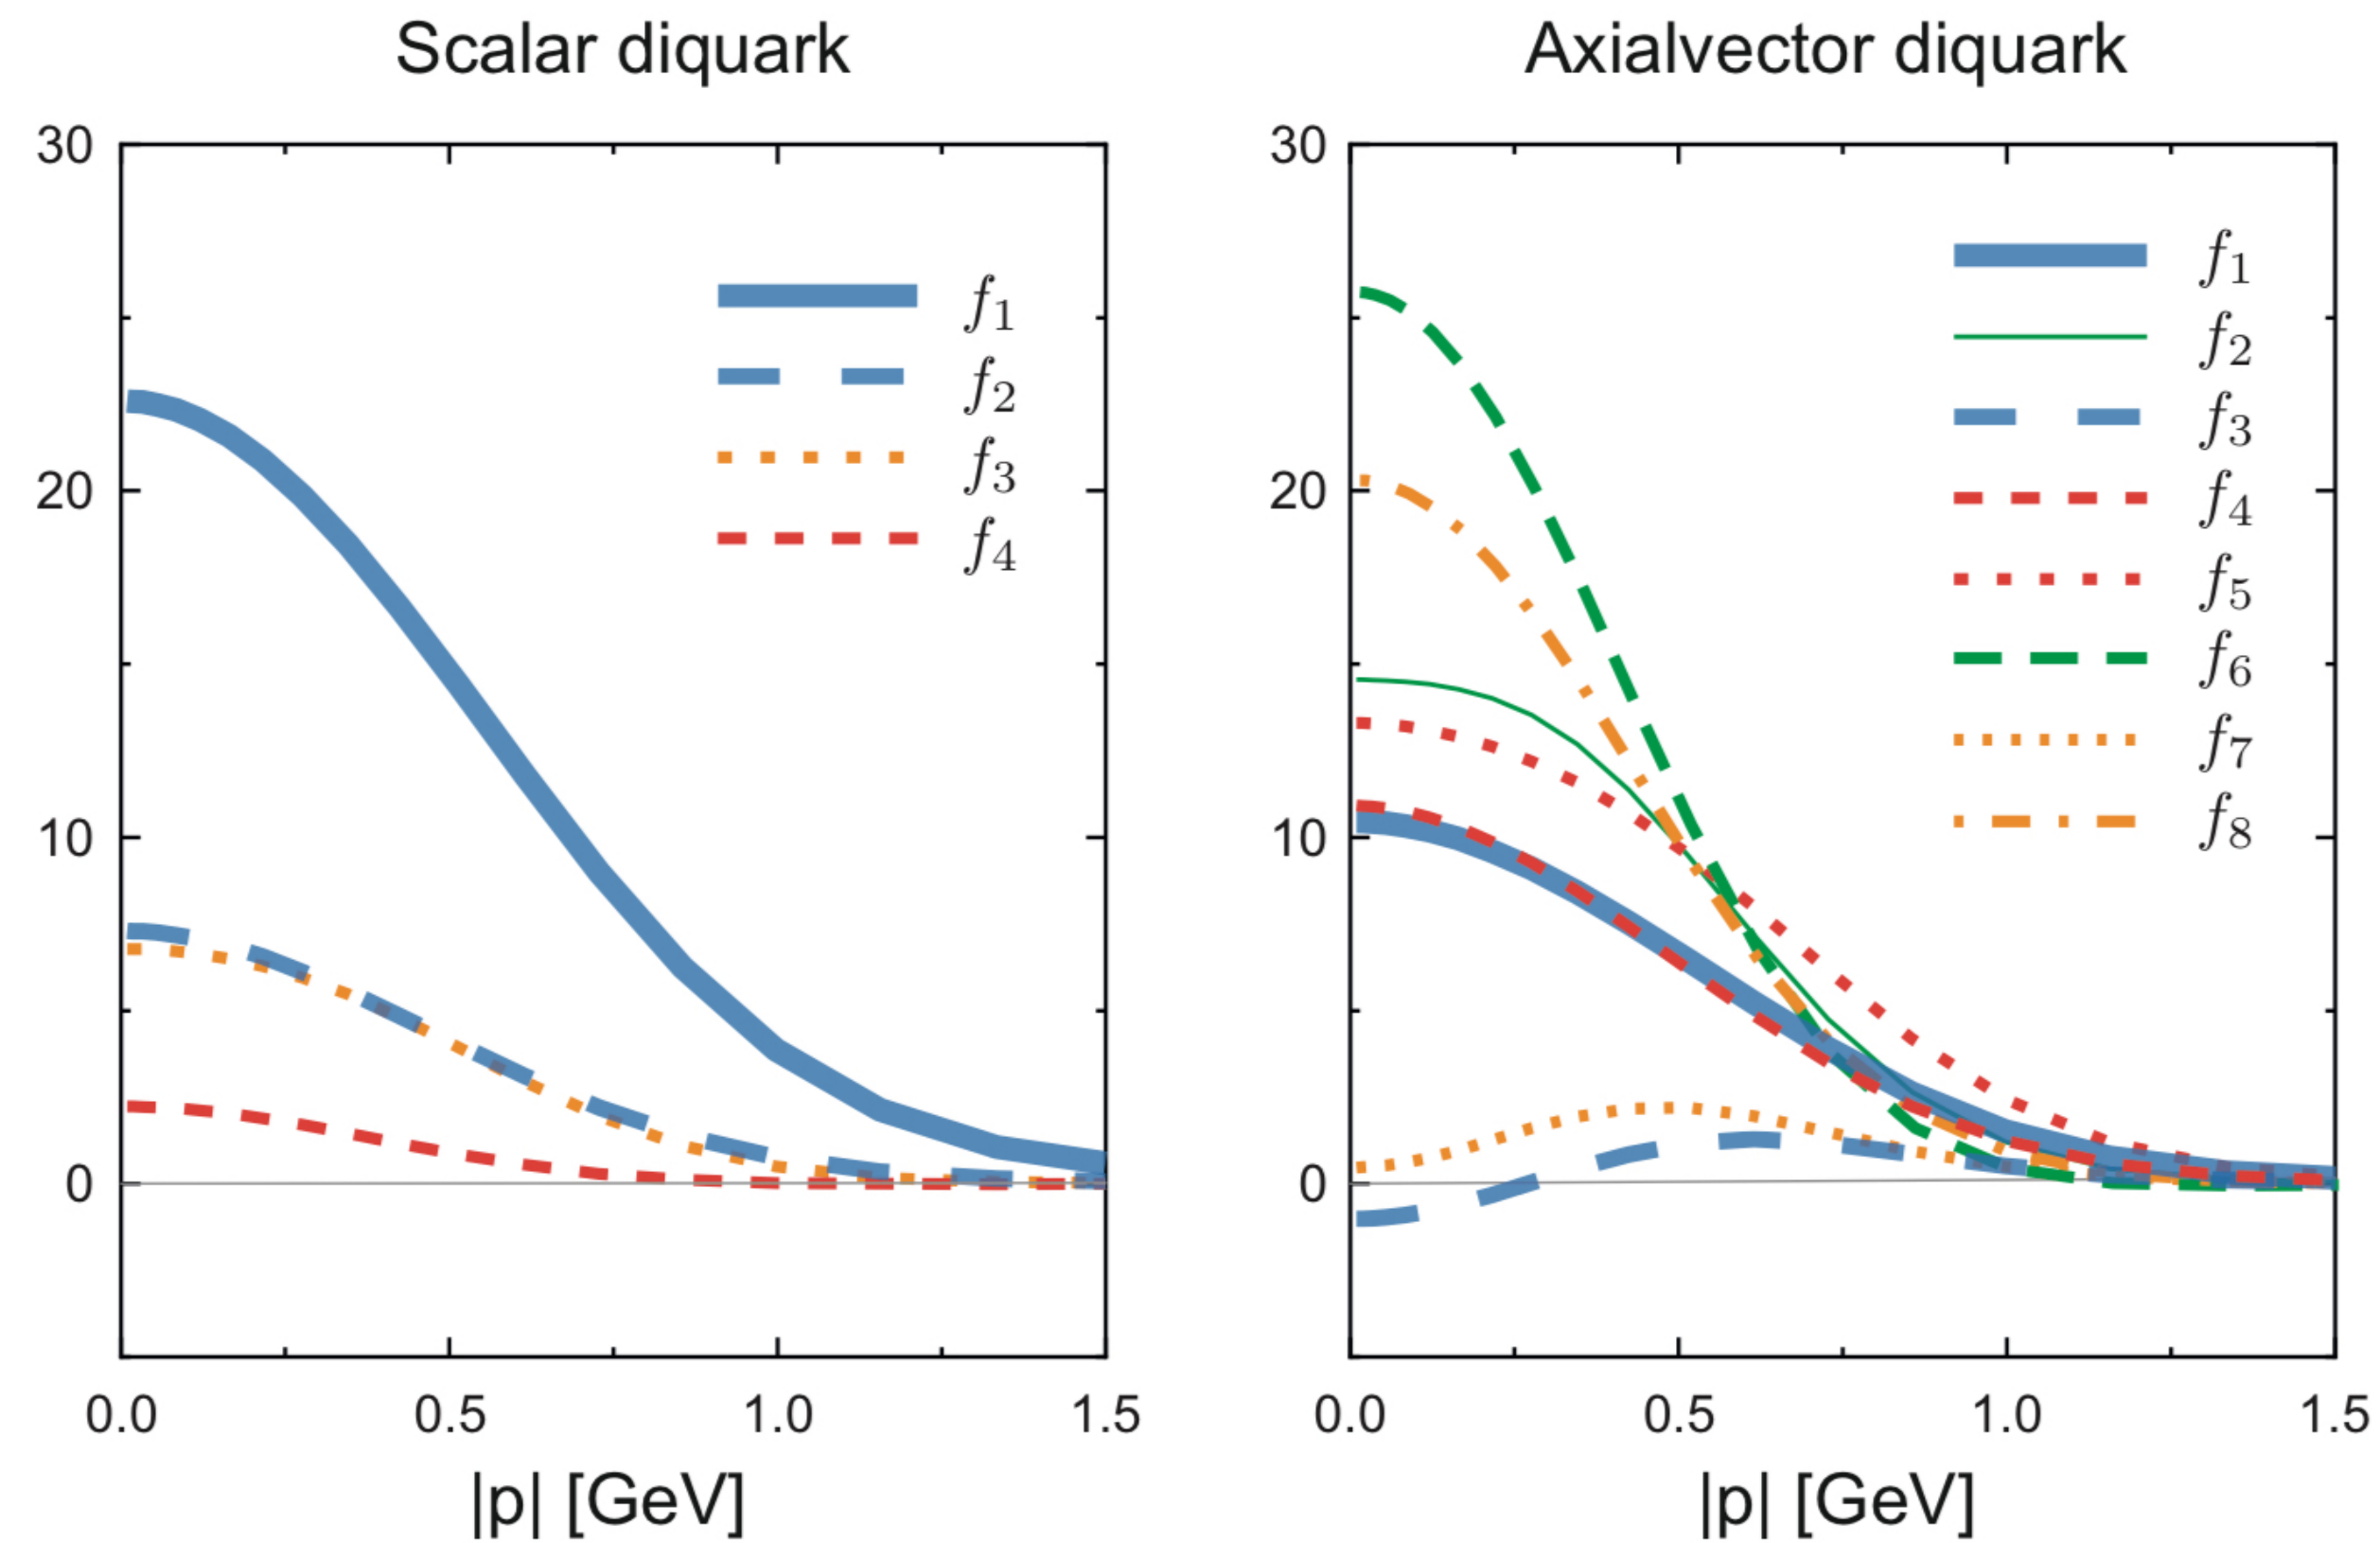 Scalar diquark
30
20
10
0
0.0 0.5 1.0 1.5
|p| [GeV]
f₁
f₂
f₃
f₄
Axialvector diquark
30
20
10
0
0.0 0.5 1.0 1.5
|p| [GeV]
f₁
f₂
f₃
f₄
f₅
f₆
f₇
f₈